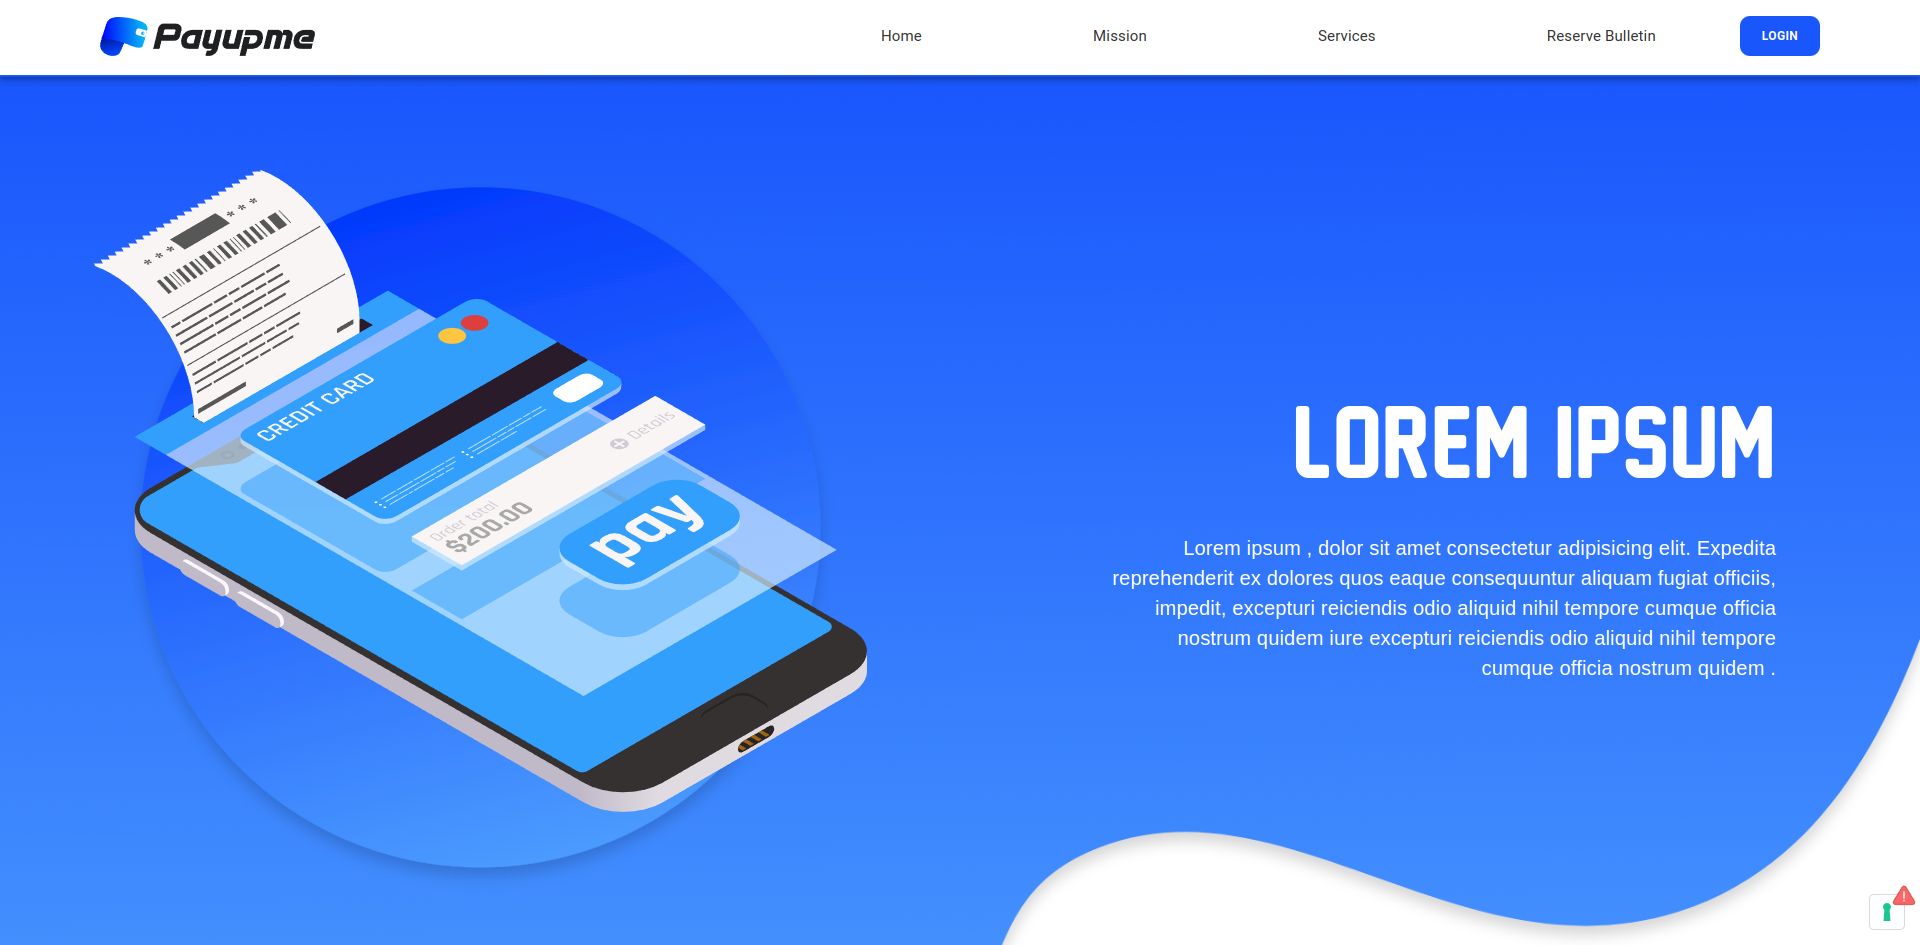 Payupme
Home
Mission
Services
Reserve Bulletin
LOGIN
* * * * * *
CREDIT CARD
Details
Order total
$200.00
pay
LOREM IPSUM
Lorem ipsum , dolor sit amet consectetur adipisicing elit. Expedita
reprehenderit ex dolores quos eaque consequuntur aliquam fugiat officiis,
impedit, excepturi reiciendis odio aliquid nihil tempore cumque officia
nostrum quidem iure excepturi reiciendis odio aliquid nihil tempore
cumque officia nostrum quidem .